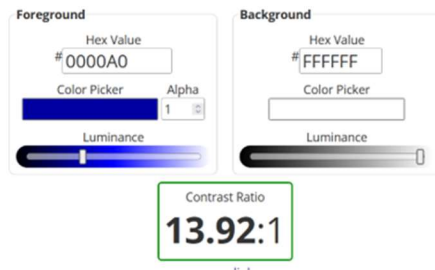 Foreground
Hex Value
#0000A0
Color Picker
Alpha
1
Luminance
Background
Hex Value
#FFFFFF
Color Picker
Luminance
Contrast Ratio
13.92:1